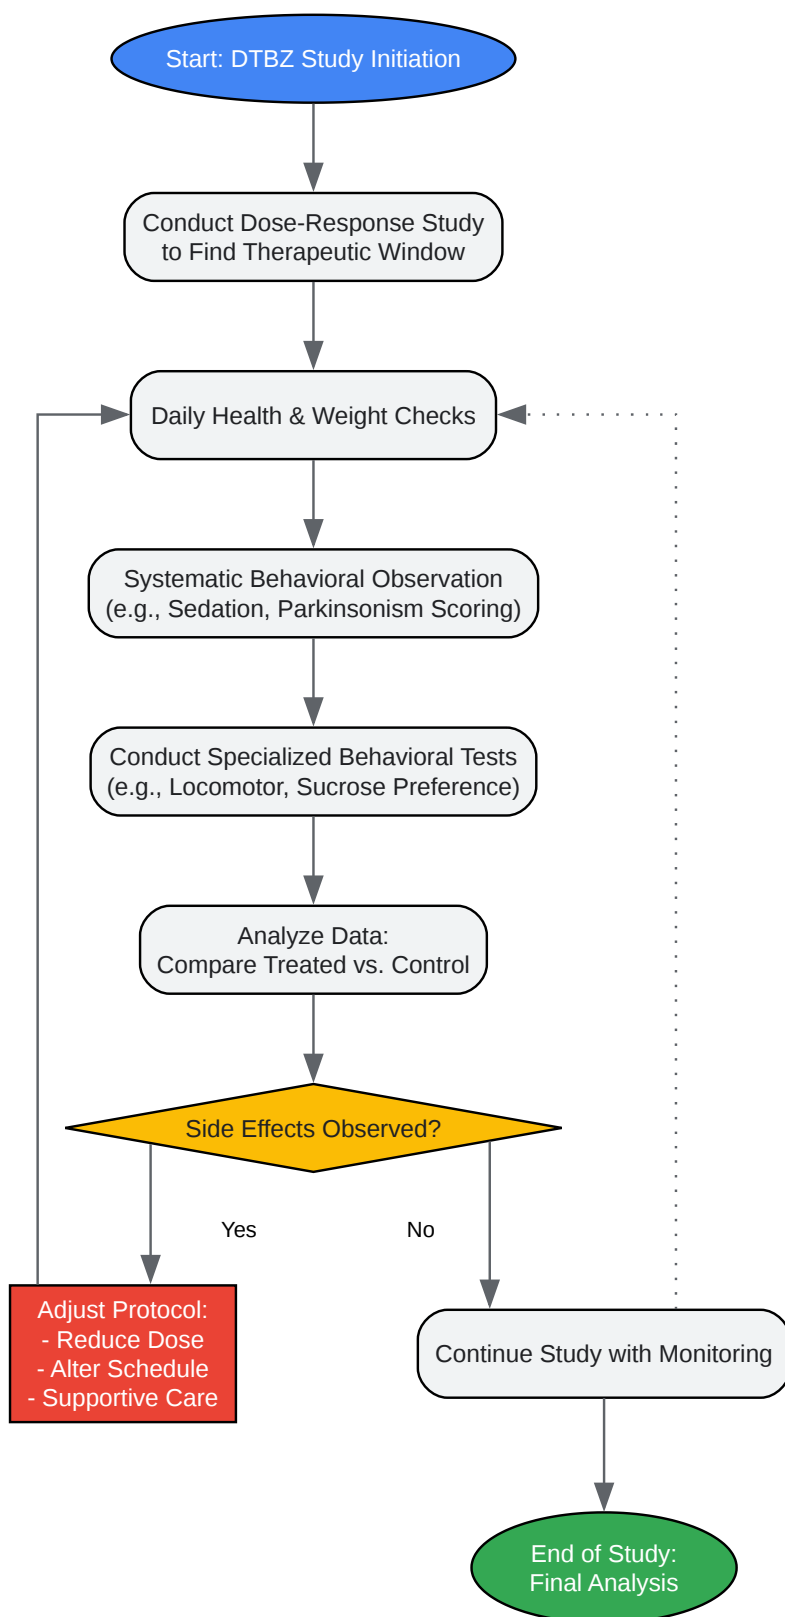 Start: DTBZ Study Initiation
Conduct Dose-Response Study
to Find Therapeutic Window
Daily Health & Weight Checks
Systematic Behavioral Observation
(e.g., Sedation, Parkinsonism Scoring)
Conduct Specialized Behavioral Tests
(e.g., Locomotor, Sucrose Preference)
Analyze Data:
Compare Treated vs. Control
Side Effects Observed?
Yes
No
Adjust Protocol:
- Reduce Dose
- Alter Schedule
- Supportive Care
Continue Study with Monitoring
End of Study:
Final Analysis